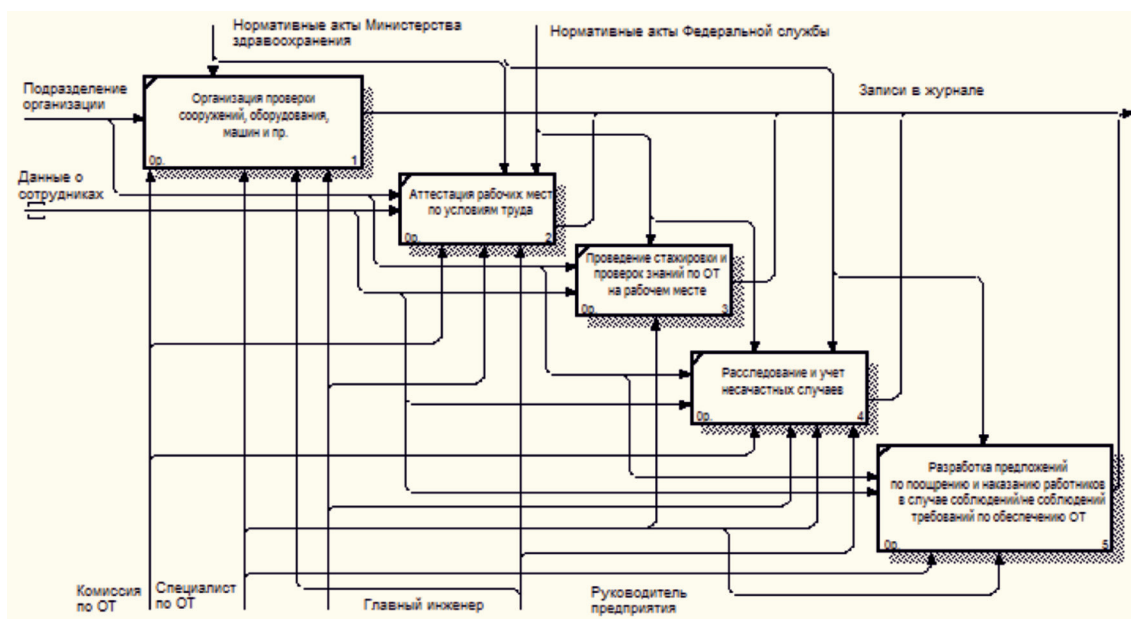 Нормативные акты Министерства
здравоохранения
Нормативные акты Федеральной службы
Подразделение
организации
Организация проверки
сооружений, оборудования,
машин и пр.
0р. 1
Записи в журнале
Данные о
сотрудниках
Аттестация рабочих мест
по условиям труда
0р. 2
Проведение стажировки и
проверок знаний по ОТ
на рабочем месте
0р. 3
Расследование и учет
несачастных случаев
0р. 4
Разработка предложений
по поощрению и наказанию работников
в случае соблюдений/не соблюдений
требований по обеспечению ОТ
0р. 5
Комиссия
по ОТ
Специалист
по ОТ
Главный инженер
Руководитель
предприятия